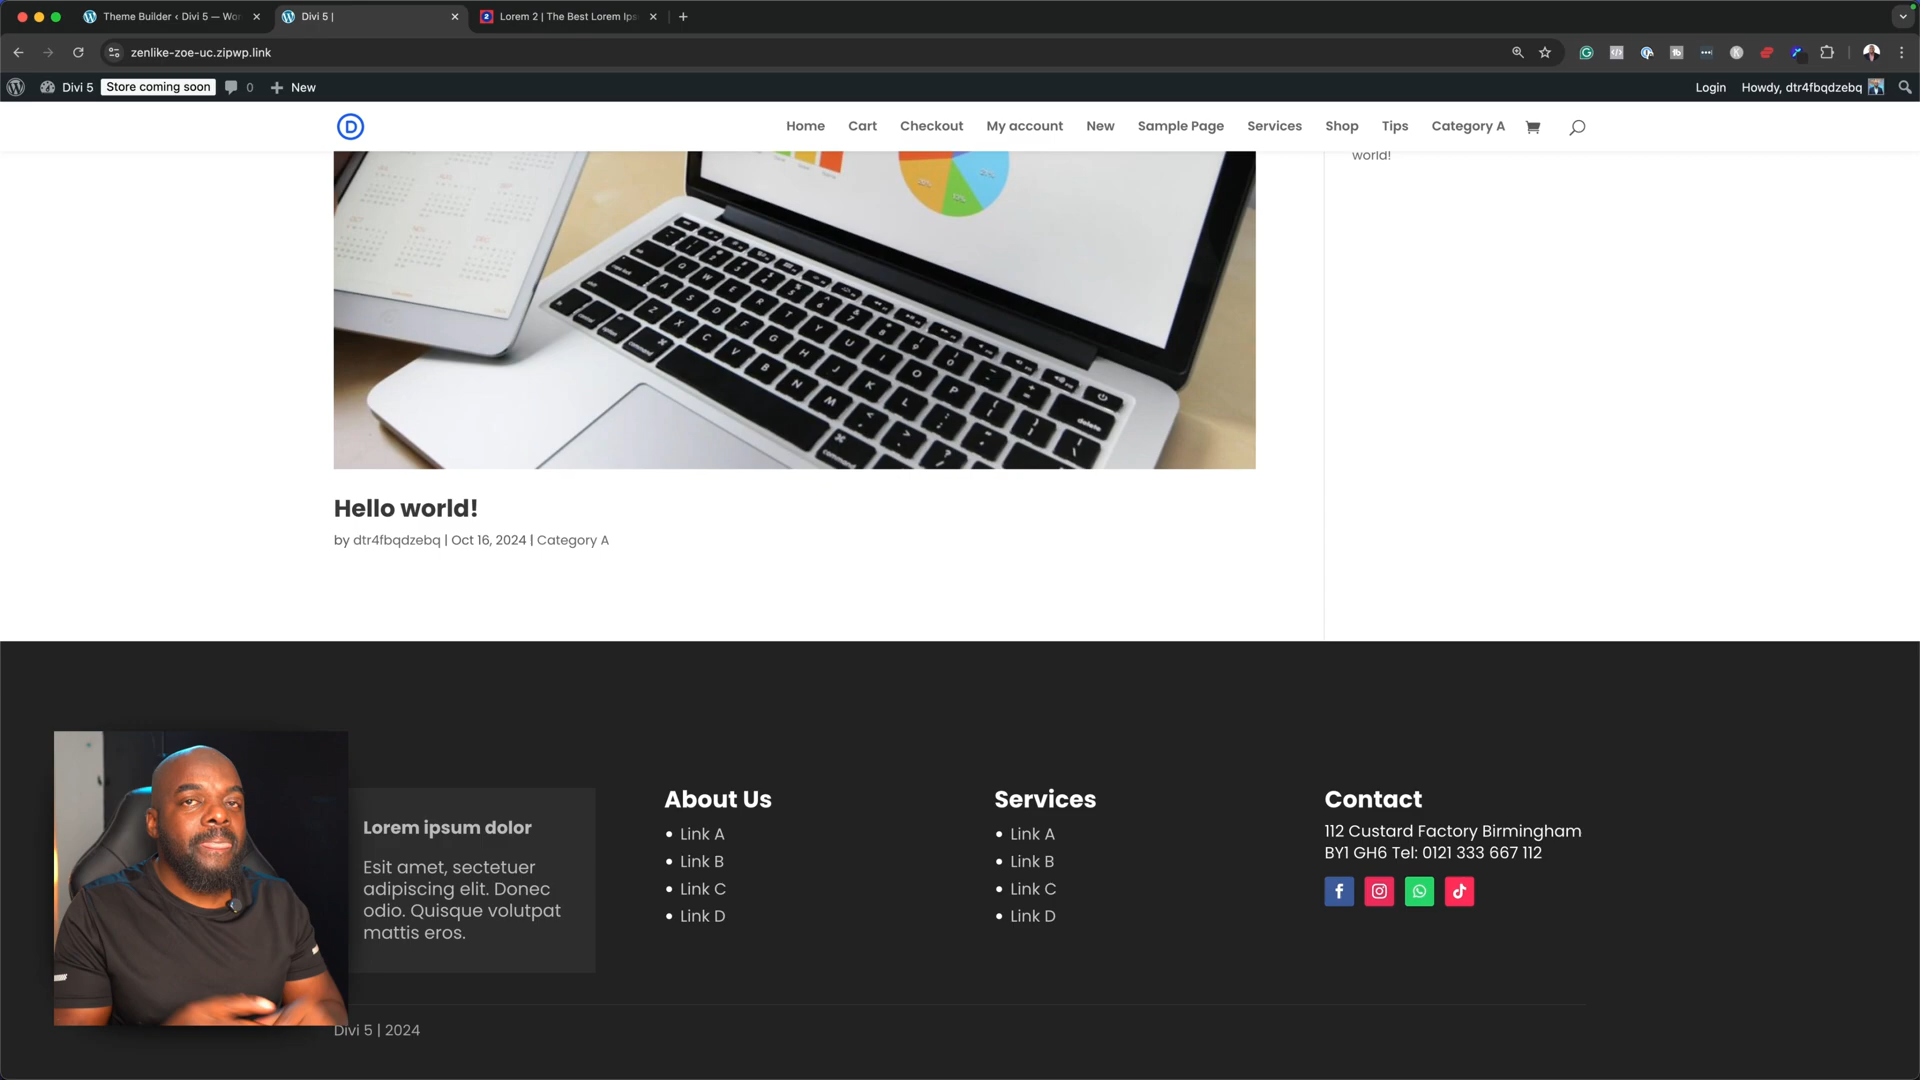 Theme Builder ‹ Divi 5 — Wor
Divi 5 |
Lorem 2 | The Best Lorem Ips
zenlike-zoe-uc.zipwp.link
Divi 5
Store coming soon
0
New
Login
Howdy, dtr4fbqdzebq
D
Home
Cart
Checkout
My account
New
Sample Page
Services
Shop
Tips
Category A
world!
Hello world!
by dtr4fbqdzebq | Oct 16, 2024 | Category A
Lorem ipsum dolor
Esit amet, sectetuer
adipiscing elit. Donec
odio. Quisque volutpat
mattis eros.
About Us
Link A
Link B
Link C
Link D
Services
Link A
Link B
Link C
Link D
Contact
112 Custard Factory Birmingham
BY1 GH6 Tel: 0121 333 667 112
Divi 5 | 2024